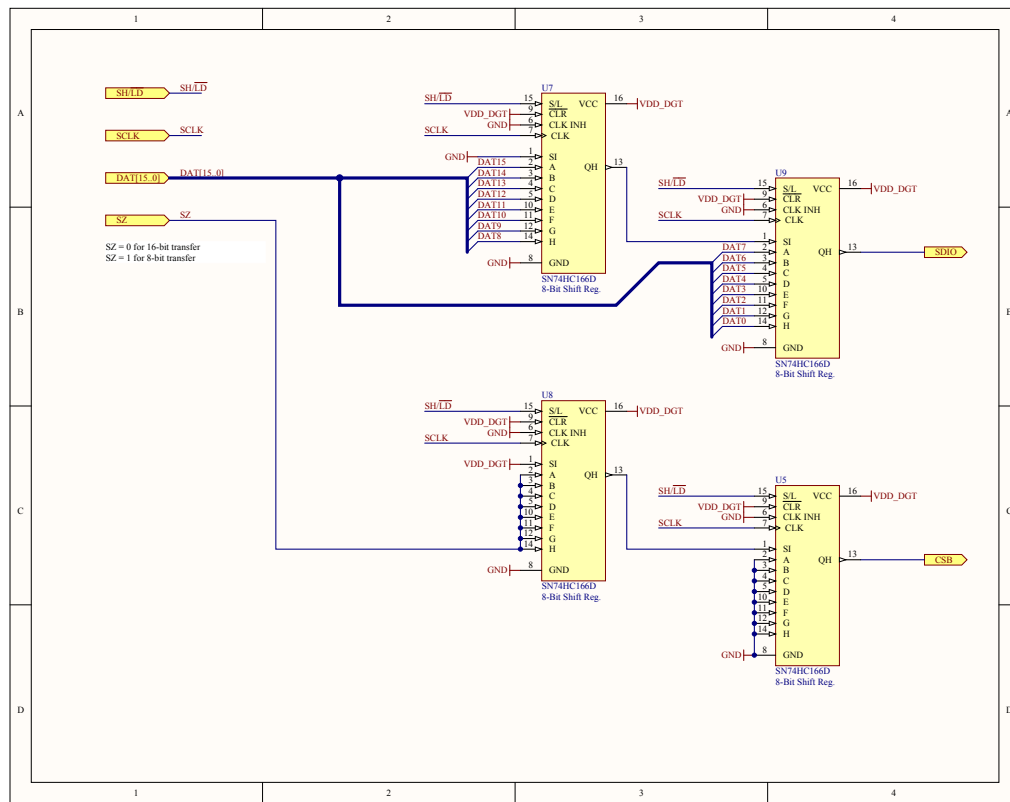 1 2 3 4
A
B
C
D
A
B
C
D
1 2 3 4
SH/LD SH/LD
SCLK SCLK
DAT[15..0] DAT[15..0]
SZ SZ
SZ = 0 for 16-bit transfer
SZ = 1 for 8-bit transfer
U7
SH/LD 15 S/L VCC 16 VDD_DGT
VDD_DGT 9 CLR
GND 6 CLK INH
SCLK 7 CLK
GND 1 SI
DAT15 2 A QH 13
DAT14 3 B
DAT13 4 C
DAT12 5 D
DAT11 10 E
DAT10 11 F
DAT9 12 G
DAT8 14 H
GND 8 GND
SN74HC166D
8-Bit Shift Reg.
U9
SH/LD 15 S/L VCC 16 VDD_DGT
VDD_DGT 9 CLR
GND 6 CLK INH
SCLK 7 CLK
1 SI
DAT7 2 A QH 13 SDIO
DAT6 3 B
DAT5 4 C
DAT4 5 D
DAT3 10 E
DAT2 11 F
DAT1 12 G
DAT0 14 H
GND 8 GND
SN74HC166D
8-Bit Shift Reg.
U8
SH/LD 15 S/L VCC 16 VDD_DGT
VDD_DGT 9 CLR
GND 6 CLK INH
SCLK 7 CLK
VDD_DGT 1 SI
2 A QH 13
3 B
4 C
5 D
10 E
11 F
12 G
14 H
GND 8 GND
SN74HC166D
8-Bit Shift Reg.
U5
SH/LD 15 S/L VCC 16 VDD_DGT
VDD_DGT 9 CLR
GND 6 CLK INH
SCLK 7 CLK
1 SI
2 A QH 13 CSB
3 B
4 C
5 D
10 E
11 F
12 G
14 H
GND 8 GND
SN74HC166D
8-Bit Shift Reg.